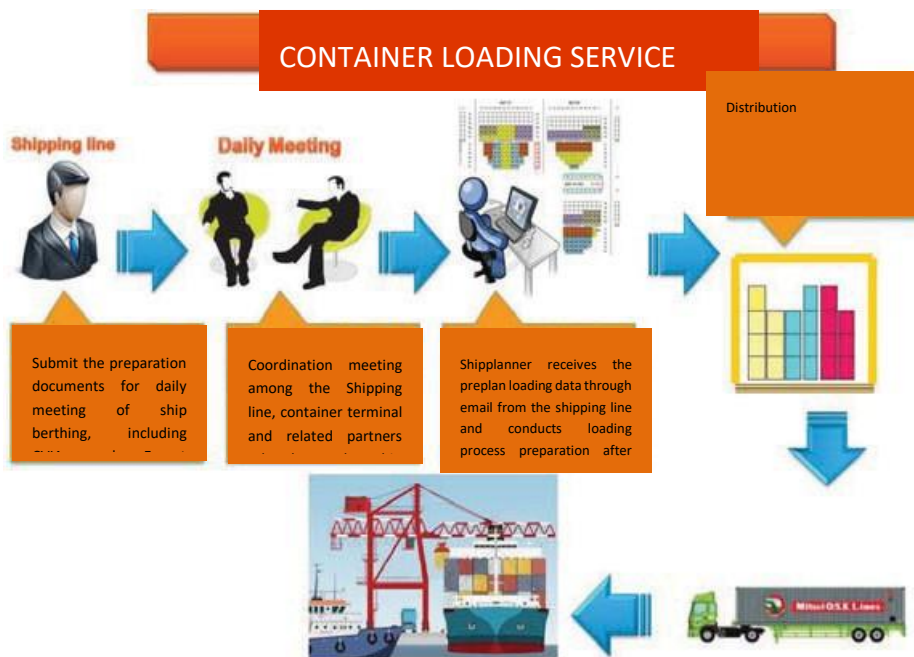 CONTAINER LOADING SERVICE
Distribution
Shipping line
Daily Meeting
Submit the preparation
documents for daily
meeting of ship
berthing, including
Coordination meeting
among the Shipping
line, container terminal
and related partners
Shipplanner receives the
preplan loading data through
email from the shipping line
and conducts loading
process preparation after
Mitsui O.S.K Lines